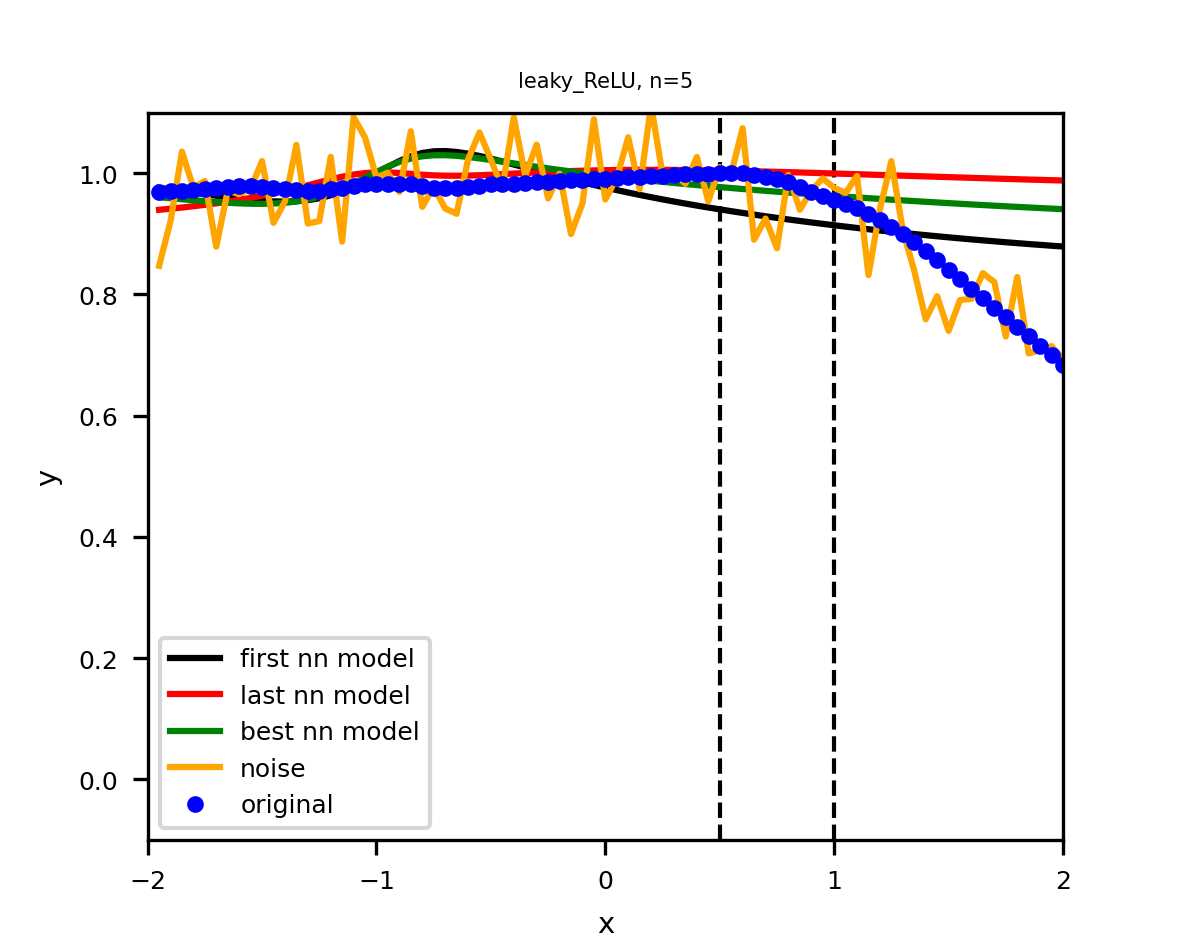 leaky_ReLU, n=5
y
1.0
0.8
0.6
0.4
0.2
0.0
first nn model
last nn model
best nn model
noise
original
−2
−1
0
1
2
x